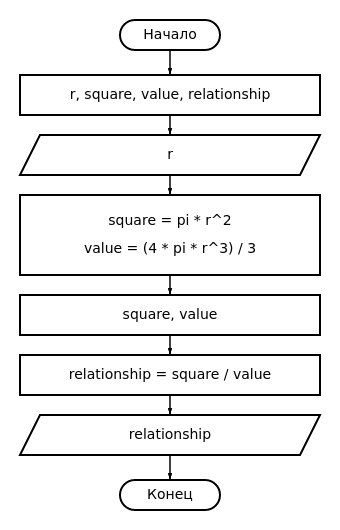 Начало
r, square, value, relationship
r
square = pi * r^2
value = (4 * pi * r^3) / 3
square, value
relationship = square / value
relationship
Конец